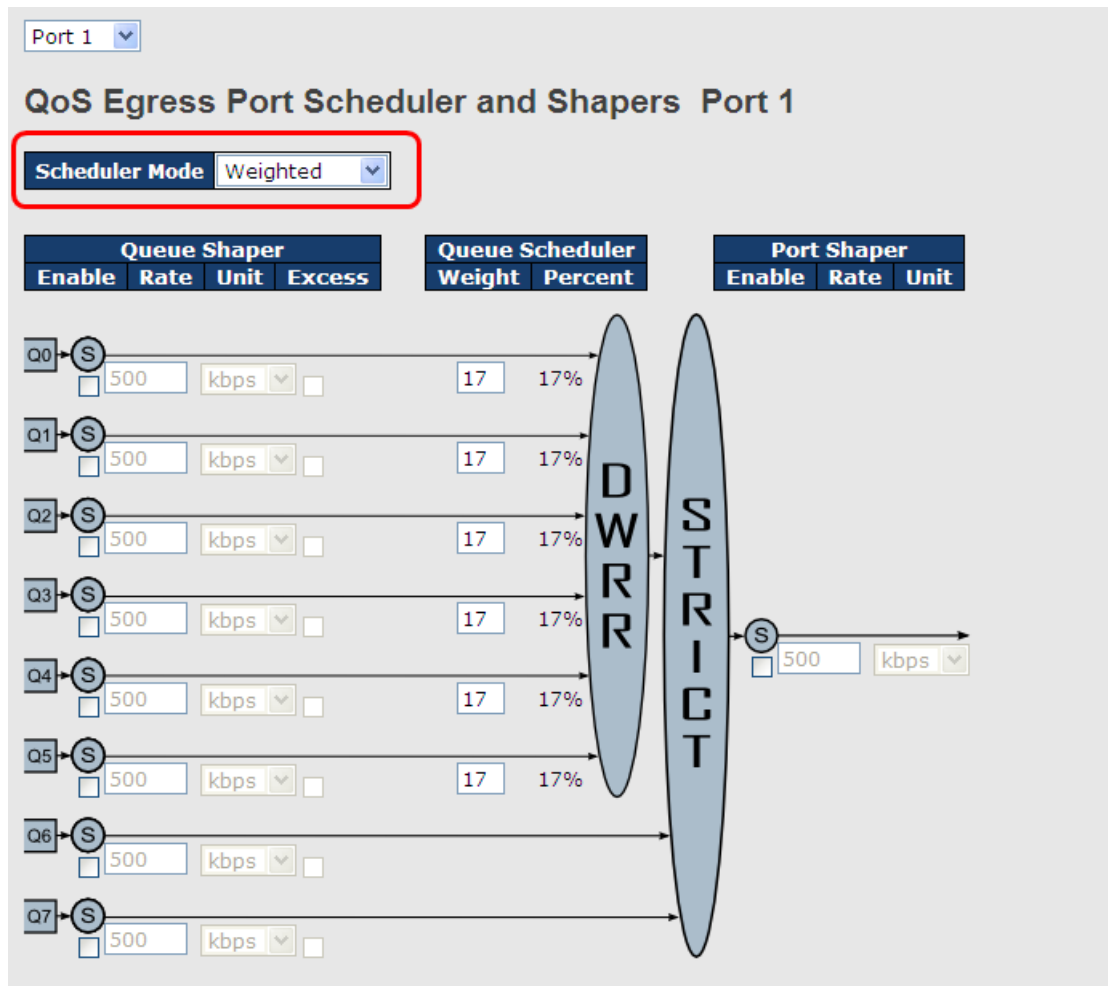 Port 1
QoS Egress Port Scheduler and Shapers Port 1
Scheduler Mode Weighted
Queue Shaper Queue Scheduler Port Shaper
Enable Rate Unit Excess Weight Percent Enable Rate Unit
Q0 S
500 kbps 17 17%
Q1 S
500 kbps 17 17%
Q2 S
500 kbps 17 17%
Q3 S
500 kbps 17 17%
Q4 S
500 kbps 17 17%
Q5 S
500 kbps 17 17%
Q6 S
500 kbps
Q7 S
500 kbps
DWRR
STRICT
S
500 kbps